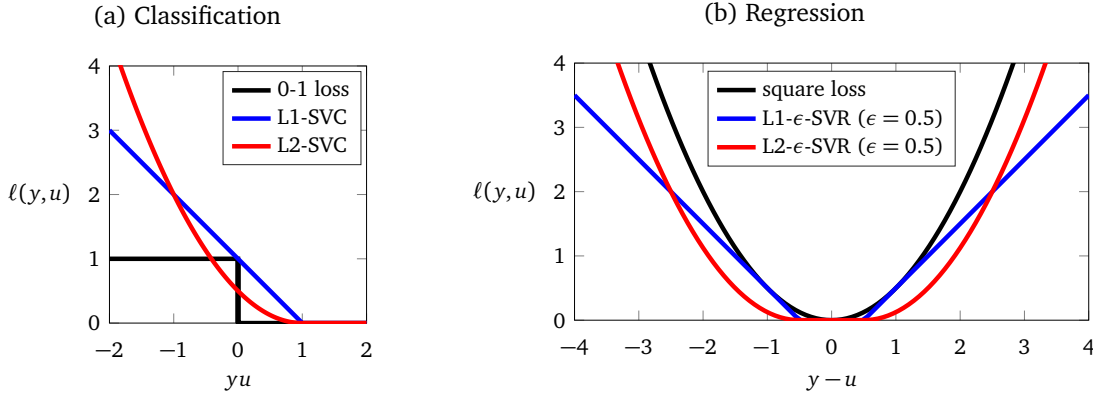 (a) Classification
4
3
2
1
0
ℓ(y, u)
−2 −1 0 1 2
yu
0-1 loss
L1-SVC
L2-SVC
(b) Regression
4
3
2
1
0
ℓ(y, u)
−4 −3 −2 −1 0 1 2 3 4
y − u
square loss
L1-ϵ-SVR (ϵ = 0.5)
L2-ϵ-SVR (ϵ = 0.5)